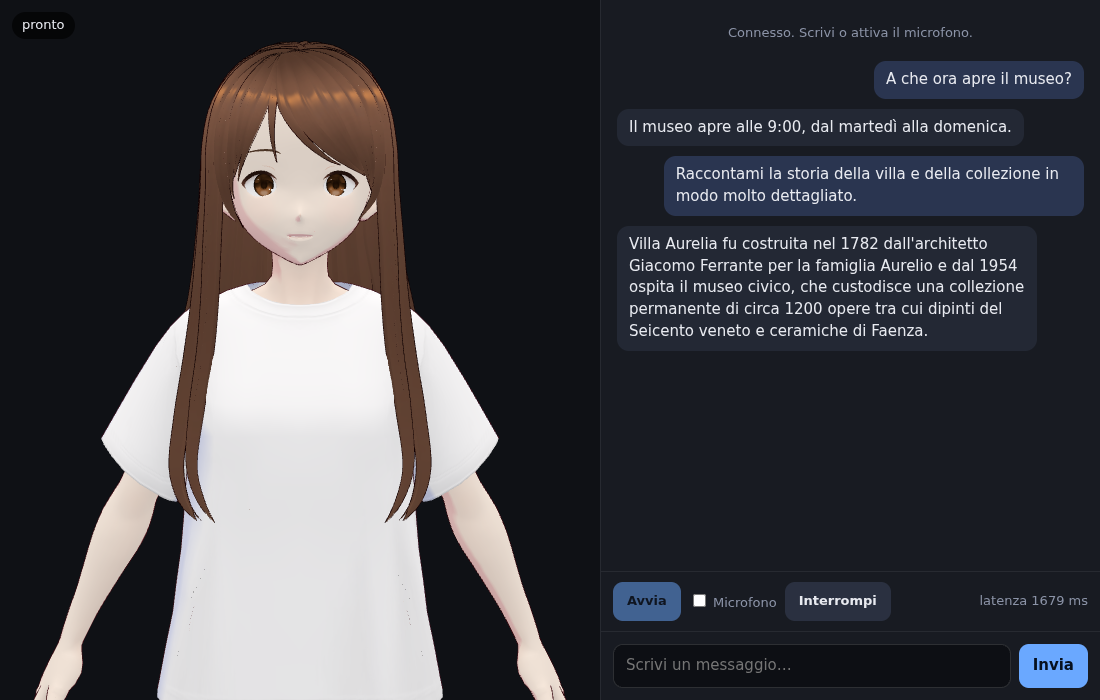 pronto
Connesso. Scrivi o attiva il microfono.
A che ora apre il museo?
Il museo apre alle 9:00, dal martedì alla domenica.
Raccontami la storia della villa e della collezione in
modo molto dettagliato.
Villa Aurelia fu costruita nel 1782 dall'architetto
Giacomo Ferrante per la famiglia Aurelio e dal 1954
ospita il museo civico, che custodisce una collezione
permanente di circa 1200 opere tra cui dipinti del
Seicento veneto e ceramiche di Faenza.
Avvia
Microfono
Interrompi
latenza 1679 ms
Scrivi un messaggio…
Invia